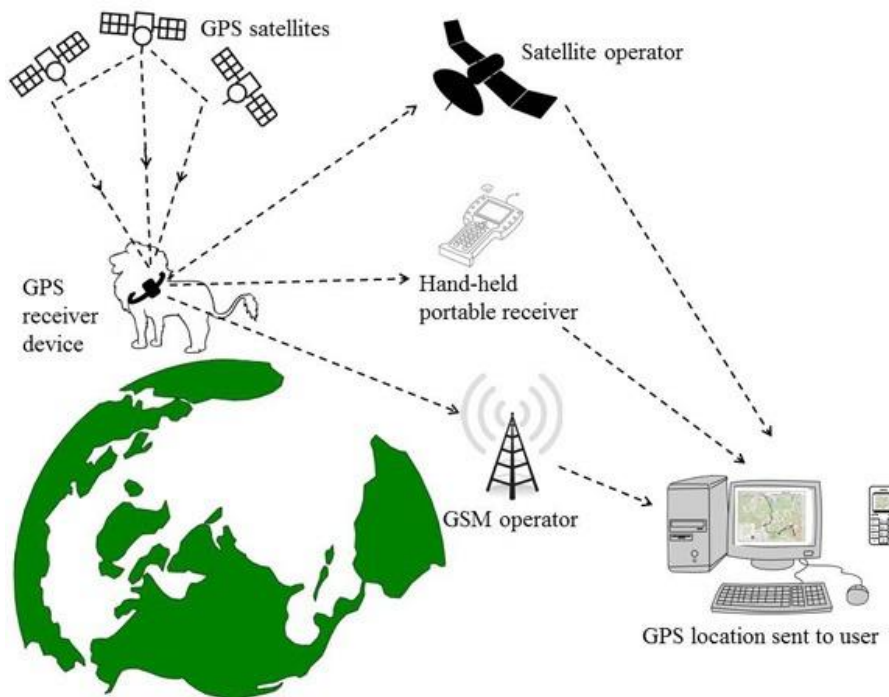 GPS satellites
Satellite operator
GPS
receiver
device
Hand-held
portable receiver
GSM operator
GPS location sent to user